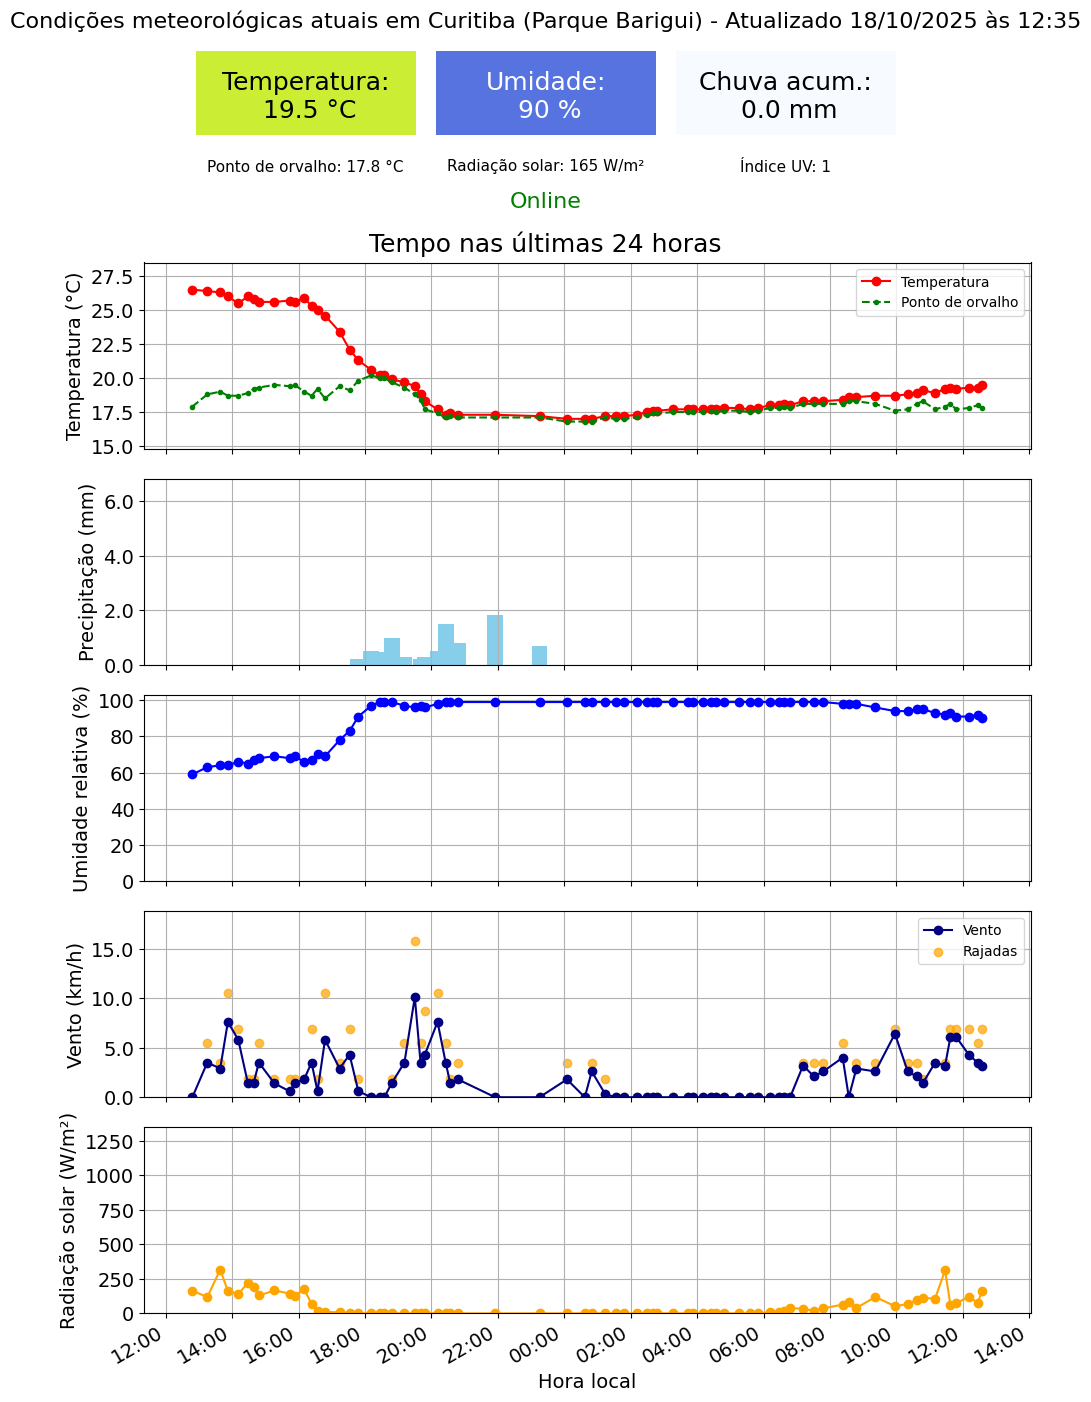 Condições meteorológicas atuais em Curitiba (Parque Barigui) - Atualizado 18/10/2025 às 12:35
Temperatura:
19.5 °C
Umidade:
90 %
Chuva acum.:
0.0 mm
Ponto de orvalho: 17.8 °C
Radiação solar: 165 W/m²
Índice UV: 1
Online
Tempo nas últimas 24 horas
Temperatura (°C)
27.5
25.0
22.5
20.0
17.5
15.0
Temperatura
Ponto de orvalho
Precipitação (mm)
6.0
4.0
2.0
0.0
Umidade relativa (%)
100
80
60
40
20
0
Vento (km/h)
15.0
10.0
5.0
0.0
Vento
Rajadas
Radiação solar (W/m²)
1250
1000
750
500
250
0
12:00
14:00
16:00
18:00
20:00
22:00
00:00
02:00
04:00
06:00
08:00
10:00
12:00
14:00
Hora local